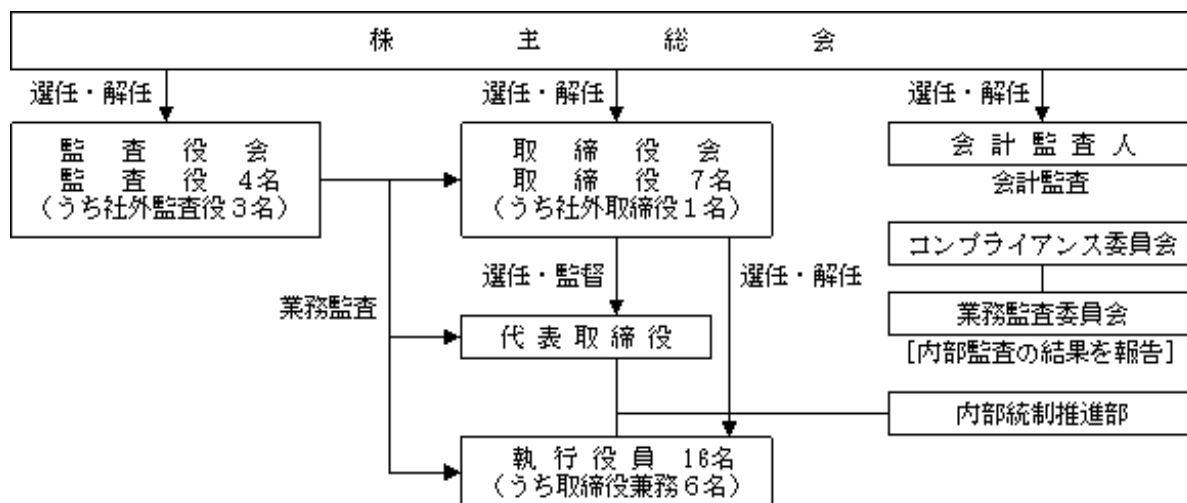 株主総会
選任・解任
選任・解任
選任・解任
監査役会
監査役4名
(うち社外監査役3名)
取締役会
取締役7名
(うち社外取締役1名)
会計監査人
会計監査
コンプライアンス委員会
選任・監督
選任・解任
業務監査
業務監査委員会
[内部監査の結果を報告]
代表取締役
内部統制推進部
執行役員 16名
(うち取締役兼務6名)